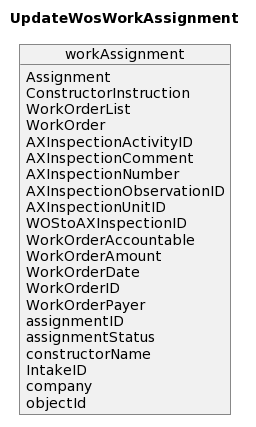 UpdateWosWorkAssignment
workAssignment
Assignment
ConstructorInstruction
WorkOrderList
WorkOrder
AXInspectionActivityID
AXInspectionComment
AXInspectionNumber
AXInspectionObservationID
AXInspectionUnitID
WOStoAXInspectionID
WorkOrderAccountable
WorkOrderAmount
WorkOrderDate
WorkOrderID
WorkOrderPayer
assignmentID
assignmentStatus
constructorName
IntakeID
company
objectId